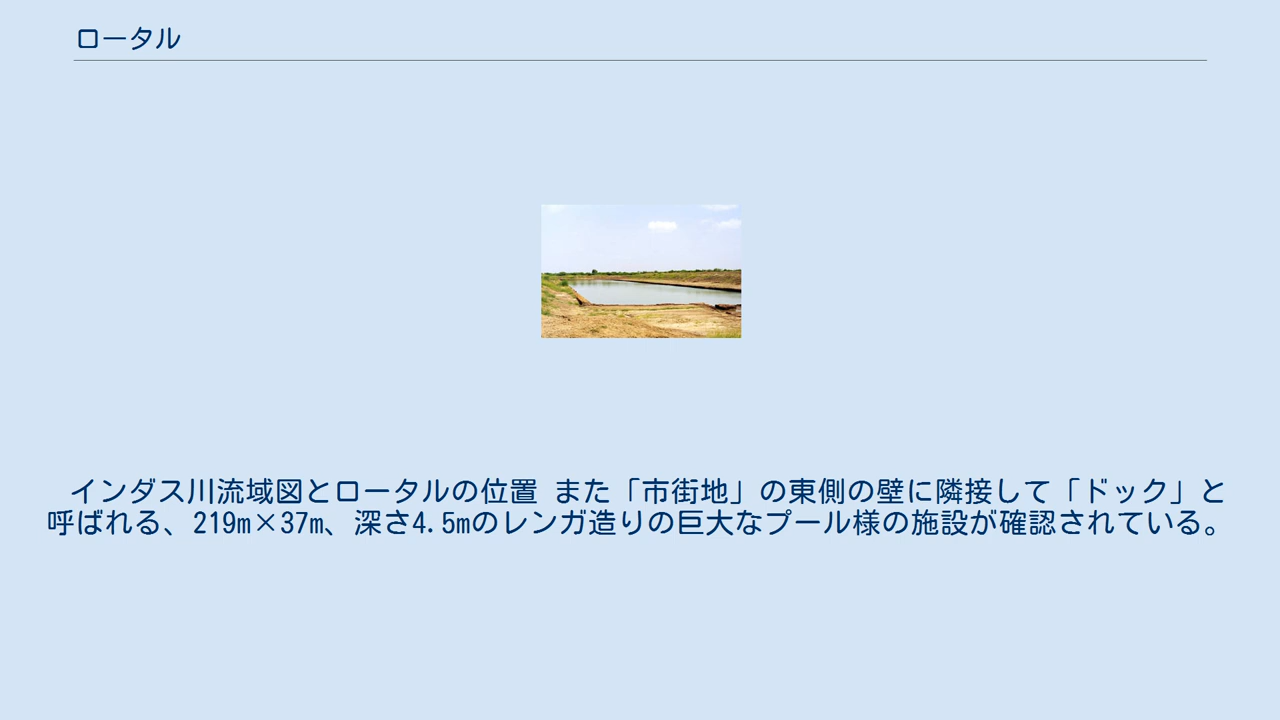 ロータル
インダス川流域図とロータルの位置 また「市街地」の東側の壁に隣接して「ドック」と
呼ばれる、219m×37m、深さ4.5mのレンガ造りの巨大なプール様の施設が確認されている。